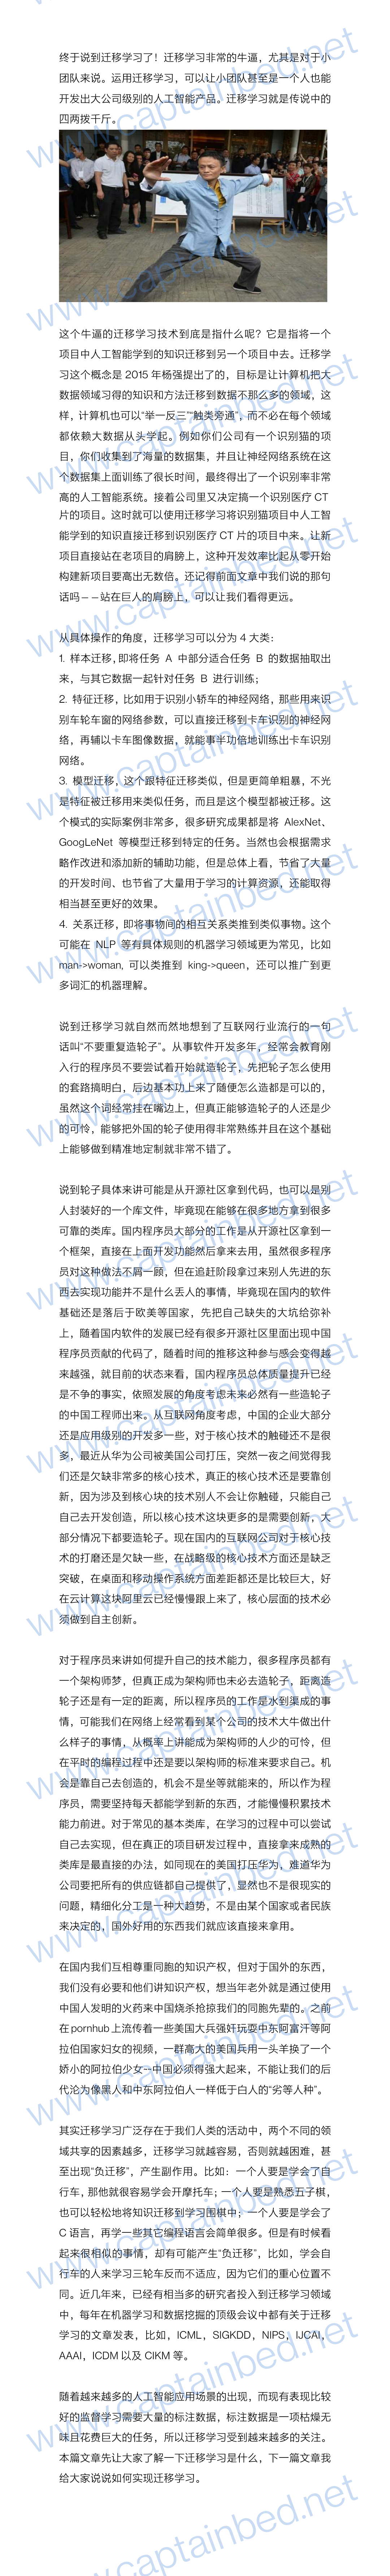 终于说到迁移学习了！迁移学习非常的牛逼，尤其是对于小
团队来说。运用迁移学习，可以让小团队甚至是一个人也能
开发出大公司级别的人工智能产品。迁移学习就是传说中的
四两拨千斤。
这个牛逼的迁移学习技术到底是指什么呢？它是指将一个
项目中人工智能学到的知识迁移到另一个项目中去。迁移学
习这个概念是 2015 年杨强提出了的，目标是让计算机把大
数据领域习得的知识和方法迁移到数据不那么多的领域，这
样，计算机也可以“举一反三”“触类旁通”，而不必在每个领域
都依赖大数据从头学起。例如你们公司有一个识别猫的项
目，你们收集到了海量的数据集，并且让神经网络系统在这
个数据集上面训练了很长时间，最终得出了一个识别率非常
高的人工智能系统。接着公司里又决定搞一个识别医疗 CT
片的项目。这时就可以使用迁移学习将识别猫项目中人工智
能学到的知识直接迁移到识别医疗 CT 片的项目中来。让新
项目直接站在老项目的肩膀上，这种开发效率比起从零开始
构建新项目要高出无数倍。还记得前面文章中我们说的那句
话吗——站在巨人的肩膀上，可以让我们看得更远。
从具体操作的角度，迁移学习可以分为 4 大类：
1. 样本迁移，即将任务 A 中部分适合任务 B 的数据抽取出
来，与其它数据一起针对任务 B 进行训练；
2. 特征迁移，比如用于识别小轿车的神经网络，那些用来识
别车轮车窗的网络参数，可以直接迁移到卡车识别的神经网
络，再辅以卡车图像数据，就能事半功倍地训练出卡车识别
网络。
3. 模型迁移，这个跟特征迁移类似，但是更简单粗暴，不光
是特征被迁移用来类似任务，而且是这个模型都被迁移。这
个模式的实际案例非常多，很多研究成果都是将 AlexNet、
GoogLeNet 等模型迁移到特定的任务。当然也会根据需求
略作改进和添加新的辅助功能，但是总体上看，节省了大量
的开发时间、也节省了大量用于学习的计算资源，还能取得
相当甚至更好的效果。
4. 关系迁移，即将事物间的相互关系类推到类似事物。这个
可能在 NLP 等有具体规则的机器学习领域更为常见，比如
man->woman, 可以类推到 king->queen，还可以推广到更
多词汇的机器理解。
说到迁移学习就自然而然地想到了互联网行业流行的一句
话叫“不要重复造轮子”。从事软件开发多年，经常会教育刚
入行的程序员不要尝试着开始就造轮子，先把轮子怎么使用
的套路搞明白，后边基本功上来了随便怎么造都是可以的，
虽然这个词经常挂在嘴边上，但真正能够造轮子的人还是少
的可怜，能够把外国的轮子使用得非常熟练并且在这个基础
上能够做到精准地定制就非常不错了。
说到轮子具体来讲可能是从开源社区拿到代码，也可以是别
人封装好的一个库文件，毕竟现在能够在很多地方拿到很多
可靠的类库。国内程序员大部分的工作是从开源社区拿到一
个框架，直接在上面开发功能然后拿来去用，虽然很多程序
员对这种做法不屑一顾，但在追赶阶段拿过来别人先进的东
西去实现功能并不是什么丢人的事情，毕竟现在国内的软件
基础还是落后于欧美等国家，先把自己缺失的大坑给弥补
上，随着国内软件的发展已经有很多开源社区里面出现中国
程序员贡献的代码了，随着时间的推移这种参与感会变得越
来越强，就目前的状态来看，国内程序员总体质量提升已经
是不争的事实，依照发展的角度考虑未来必然有一些造轮子
的中国工程师出来。从互联网角度考虑，中国的企业大部分
还是应用级别的开发多一些，对于核心技术的触碰还不是很
多，最近从华为公司被美国公司打压，突然一夜之间觉得我
们还是欠缺非常多的核心技术，真正的核心技术还是要靠创
新，因为涉及到核心块的技术别人不会让你触碰，只能自己
自己去开发创造，所以核心技术这块更多的是需要创新，大
部分情况下都要造轮子。现在国内的互联网公司对于核心技
术的打磨还是欠缺一些，在战略级的核心技术方面还是缺乏
突破，在桌面和移动操作系统方面差距都还是比较巨大，好
在云计算这块阿里云已经慢慢跟上来了，核心层面的技术必
须做到自主创新。
对于程序员来讲如何提升自己的技术能力，很多程序员都有
一个架构师梦，但真正成为架构师也未必去造轮子，距离造
轮子还是有一定的距离，所以程序员的工作是水到渠成的事
情，可能我们在网络上经常看到某个公司的技术大牛做出什
么样子的事情，从概率上讲能成为架构师的人少的可怜，但
在平时的编程过程中还是要以架构师的标准来要求自己。机
会是靠自己去创造的，机会不是坐等就能来的，所以作为程
序员，需要坚持每天都能学到新的东西，才能慢慢积累技术
能力前进。对于常见的基本类库，在学习的过程中可以尝试
自己去实现，但在真正的项目研发过程中，直接拿来成熟的
类库是最直接的办法，如同现在的美国打压华为，难道华为
公司要把所有的供应链都自己提供了，显然也不是很现实的
问题，精细化分工是一种大趋势，不是由某个国家或者民族
来决定的，国外好用的东西我们就应该直接来拿用。
在国内我们互相尊重同胞的知识产权，但对于国外的东西，
我们没有必要和他们讲知识产权，想当年老外就是通过使用
中国人发明的火药来中国烧杀抢掠我们的同胞先辈的。之前
在 pornhub 上流传着一些美国大兵强奸玩耍中东阿富汗等阿
拉伯国家妇女的视频，一群高大的美国兵用一头羊换了一个
娇小的阿拉伯少女--中国必须得强大起来，不能让我们的后
代沦为像黑人和中东阿拉伯人一样低于白人的“劣等人种”。
其实迁移学习广泛存在于我们人类的活动中，两个不同的领
域共享的因素越多，迁移学习就越容易，否则就越困难，甚
至出现“负迁移”，产生副作用。比如：一个人要是学会了自
行车，那他就很容易学会开摩托车；一个人要是熟悉五子棋，
也可以轻松地将知识迁移到学习围棋中；一个人要是学会了
C 语言，再学一些其它编程语言会简单很多。但是有时候看
起来很相似的事情，却有可能产生“负迁移”，比如，学会自
行车的人来学习三轮车反而不适应，因为它们的重心位置不
同。近几年来，已经有相当多的研究者投入到迁移学习领域
中，每年在机器学习和数据挖掘的顶级会议中都有关于迁移
学习的文章发表，比如，ICML，SIGKDD，NIPS，IJCAI，
AAAI，ICDM 以及 CIKM 等。
随着越来越多的人工智能应用场景的出现，而现有表现比较
好的监督学习需要大量的标注数据，标注数据是一项枯燥无
味且花费巨大的任务，所以迁移学习受到越来越多的关注。
本篇文章先让大家了解一下迁移学习是什么，下一篇文章我
给大家说说如何实现迁移学习。
www.captainbed.net